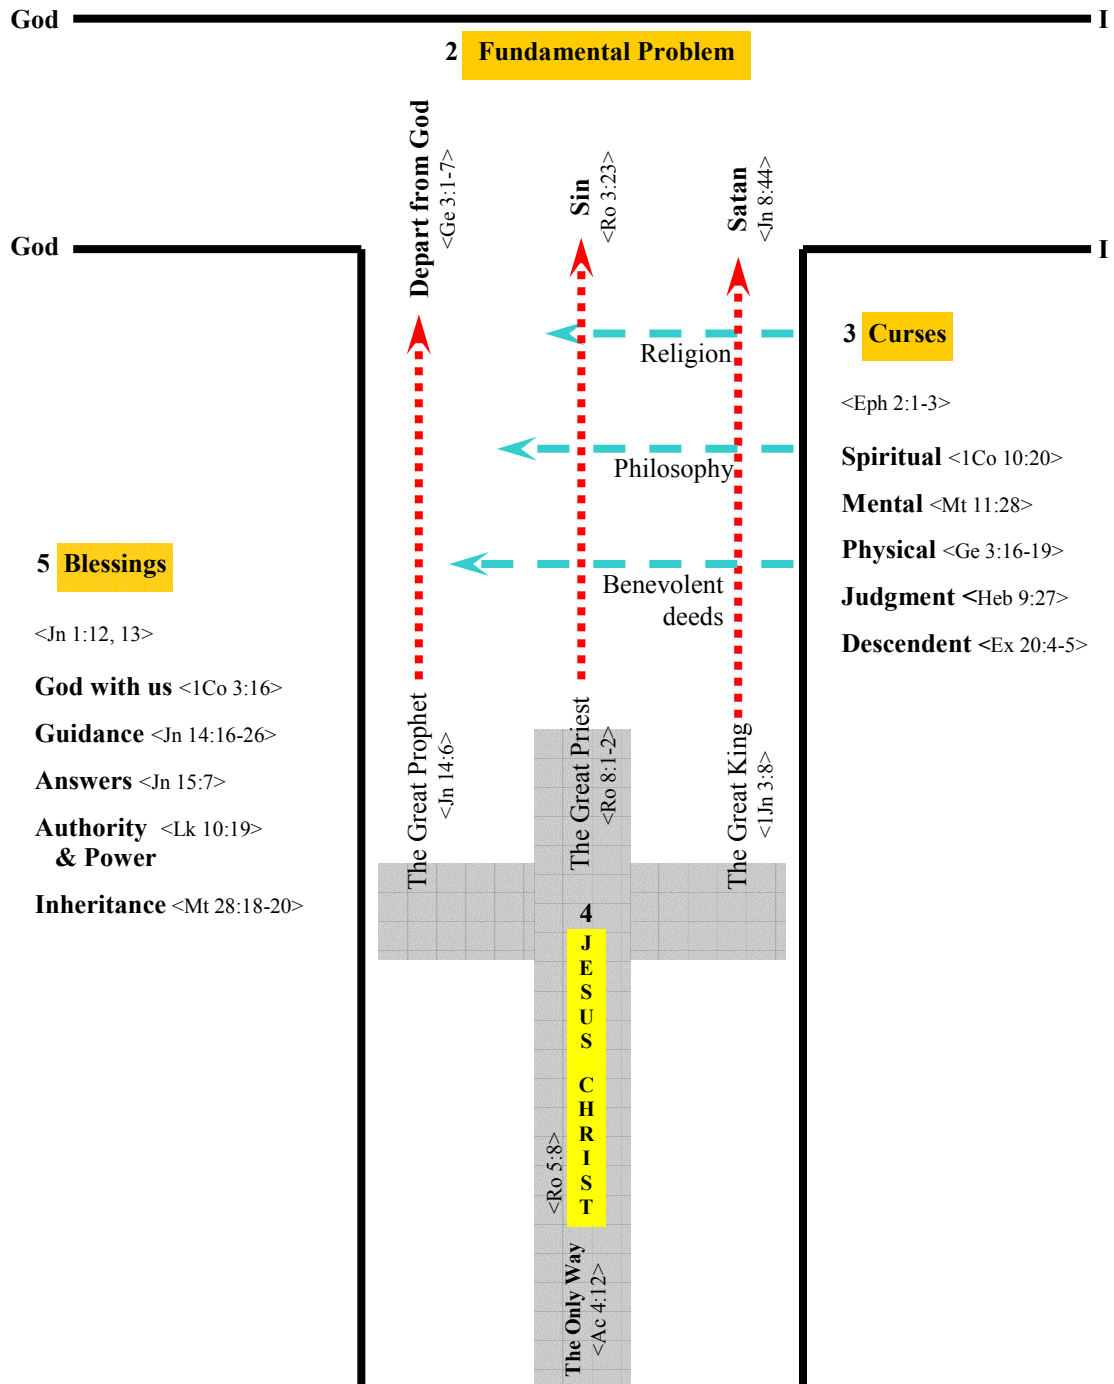 God I
2 Fundamental Problem
Depart from God
<Ge 3:1-7>
Sin
<Ro 3:23>
Satan
<Jn 8:44>
God I
Religion
Philosophy
Benevolent
deeds
3 Curses
<Eph 2:1-3>
Spiritual <1Co 10:20>
Mental <Mt 11:28>
Physical <Ge 3:16-19>
Judgment <Heb 9:27>
Descendent <Ex 20:4-5>
5 Blessings
<Jn 1:12, 13>
God with us <1Co 3:16>
Guidance <Jn 14:16-26>
Answers <Jn 15:7>
Authority <Lk 10:19>
& Power
Inheritance <Mt 28:18-20>
The Great Prophet
<Jn 14:6>
The Great Priest
<Ro 8:1-2>
The Great King
<1Jn 3:8>
4
JESUS CHRIST
<Ro 5:8>
The Only Way
<Ac 4:12>